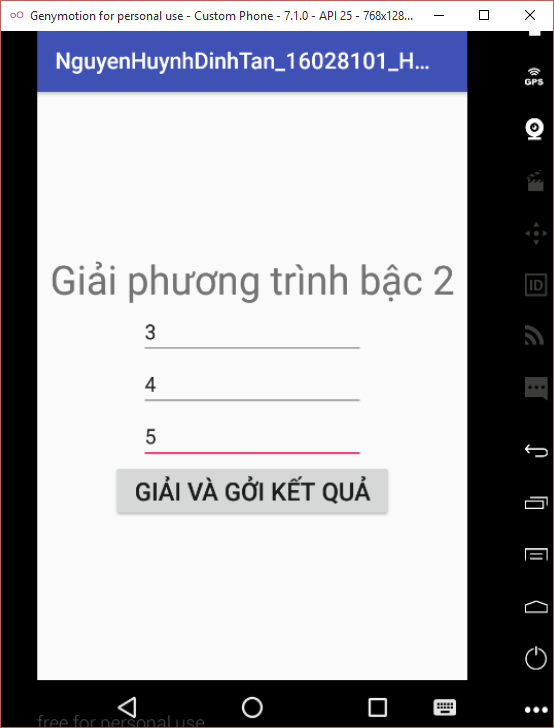 Genymotion for personal use - Custom Phone - 7.1.0 - API 25 - 768x128...
NguyenHuynhDinhTan_16028101_H...
GPS
Giải phương trình bậc 2
ID
3
4
5
GIẢI VÀ GỞI KẾT QUẢ
free for personal use